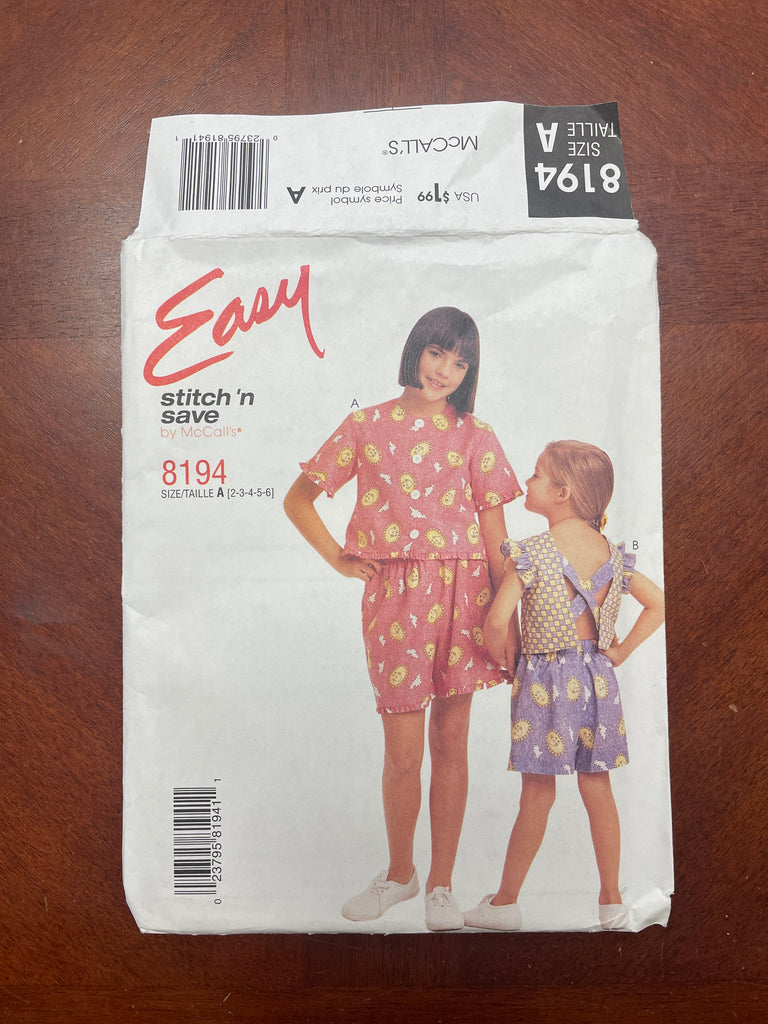 8194
SIZE
TAILLE A
McCALL'S®
USA $1.99
Price symbol
Symbole du prix A
0 23795 81941 1
Easy
stitch 'n
save
by McCall's®
8194
SIZE/TAILLE A [2-3-4-5-6]
A
B
0 23795 81941 1